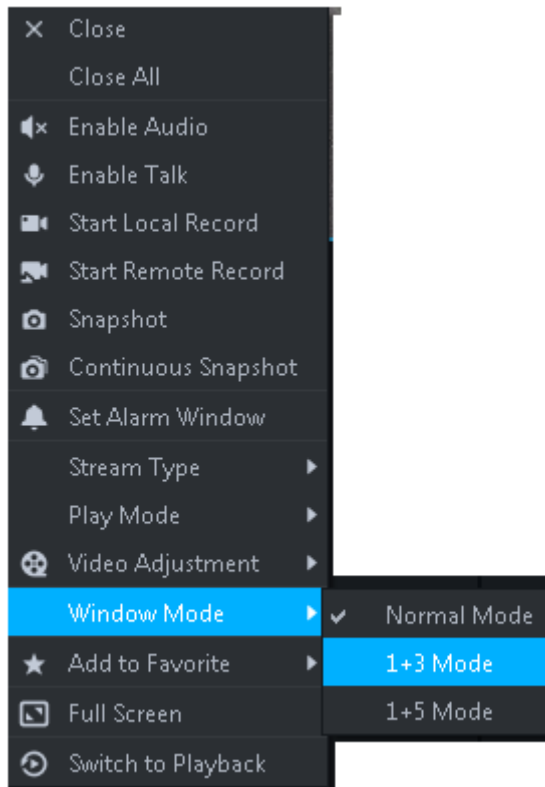 Close
Close All
Enable Audio
Enable Talk
Start Local Record
Start Remote Record
Snapshot
Continuous Snapshot
Set Alarm Window
Stream Type
Play Mode
Video Adjustment
Window Mode
Normal Mode
Add to Favorite
1+3 Mode
Full Screen
1+5 Mode
Switch to Playback